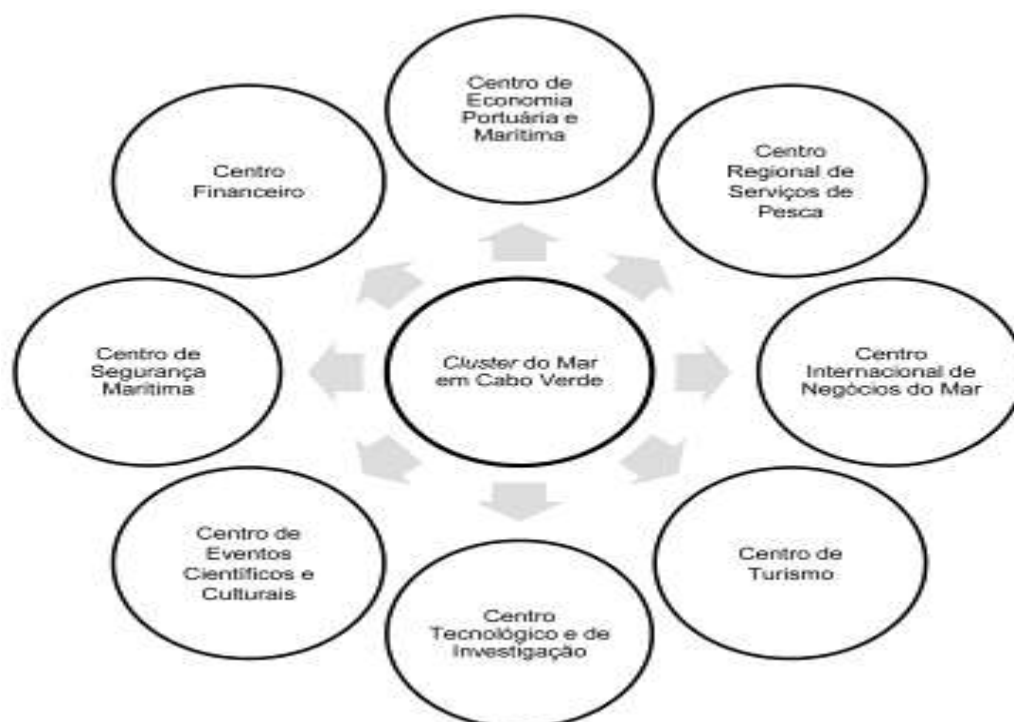 Centro de
Economia
Portuária e
Marítima
Centro
Regional de
Serviços de
Pesca
Centro
Internacional de
Negócios do Mar
Centro de
Turismo
Centro
Tecnológico e de
Investigação
Centro de
Eventos
Científicos e
Culturais
Centro de
Segurança
Marítima
Centro
Financeiro
Cluster do Mar
em Cabo Verde